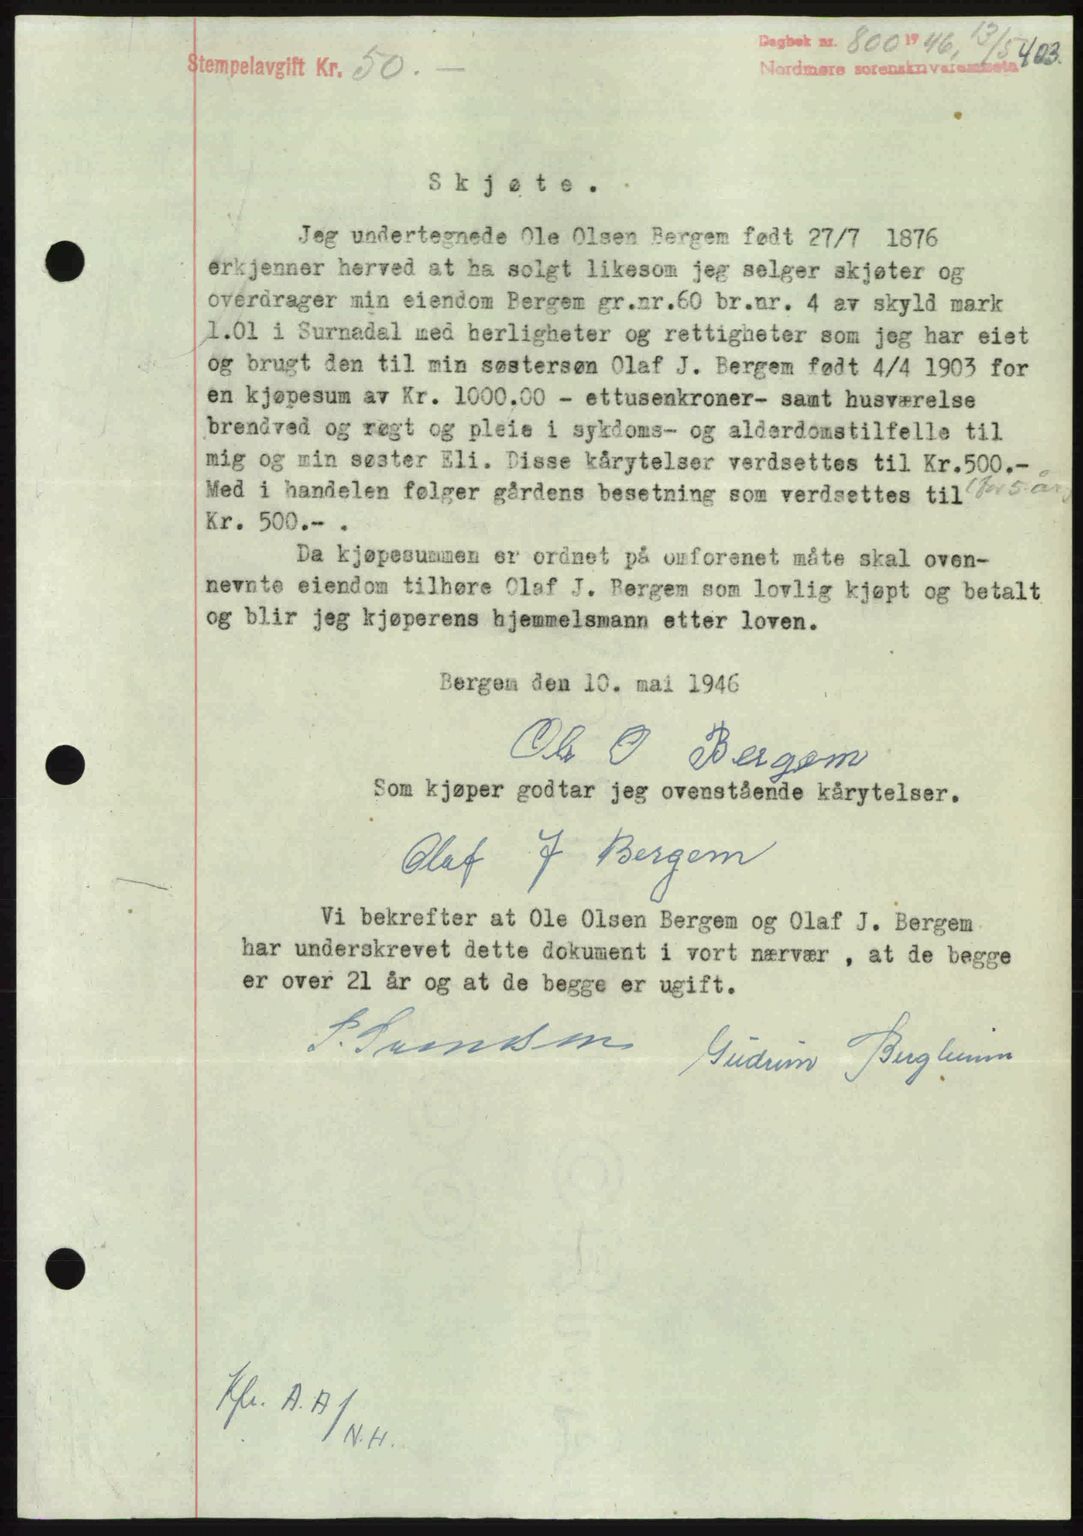 Dagbok nr. 800 1946, 13/5 403.
Stempelavgift Kr. 50.—
Nordmøre sorenskriverembete
Skjøte.
Jeg undertegnede Ole Olsen Bergem født 27/7 1876
erkjenner herved at ha solgt likesom jeg selger skjøter og
overdrager min eiendom Bergem gr.nr.60 br.nr. 4 av skyld mark
1.01 i Surnadal med herligheter og rettigheter som jeg har eiet
og brugt den til min søstersøn Olaf J. Bergem født 4/4 1903 for
en kjøpesum av Kr. 1000.00 - ettusenkroner- samt husværelse
brendved og røgt og pleie i sykdoms- og alderdomstilfelle til
mig og min søster Eli. Disse kårytelser verdsettes til Kr.500.-
Med i handelen følger gårdens besetning som verdsettes til (for 5 år)
Kr. 500.- .
Da kjøpesummen er ordnet på omforenet måte skal oven-
nevnte eiendom tilhøre Olaf J. Bergem som lovlig kjøpt og betalt
og blir jeg kjøperens hjemmelsmann etter loven.
Bergem den 10. mai 1946
Ole O Bergem
Som kjøper godtar jeg ovenstående kårytelser.
Olaf J Bergem
Vi bekrefter at Ole Olsen Bergem og Olaf J. Bergem
har underskrevet dette dokument i vort nærvær , at de begge
er over 21 år og at de begge er ugift.
Gudrun
Kfr. A.A/
N.H.